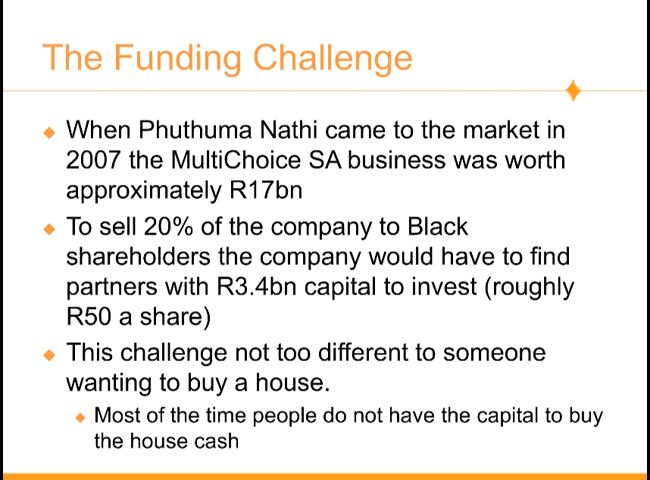 The Funding Challenge
When Phuthuma Nathi came to the market in
2007 the MultiChoice SA business was worth
approximately R17bn
To sell 20% of the company to Black
shareholders the company would have to find
partners with R3.4bn capital to invest (roughly
R50 a share)
This challenge not too different to someone
wanting to buy a house.
Most of the time people do not have the capital to buy
the house cash